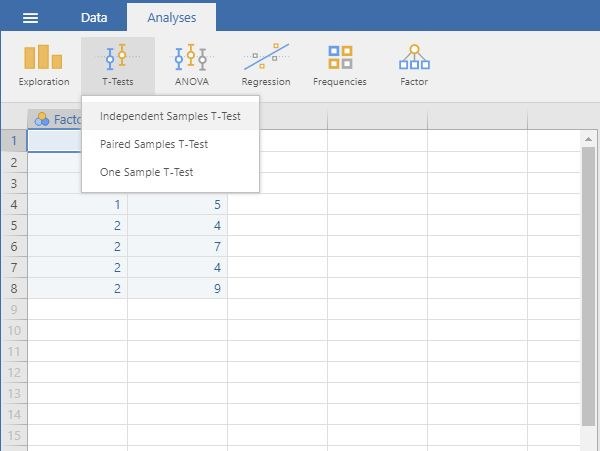 Data Analyses
Exploration T-Tests ANOVA Regression Frequencies Factor
Independent Samples T-Test
Paired Samples T-Test
One Sample T-Test
1
2
3
4 1 5
5 2 4
6 2 7
7 2 4
8 2 9
9
10
11
12
13
14
15